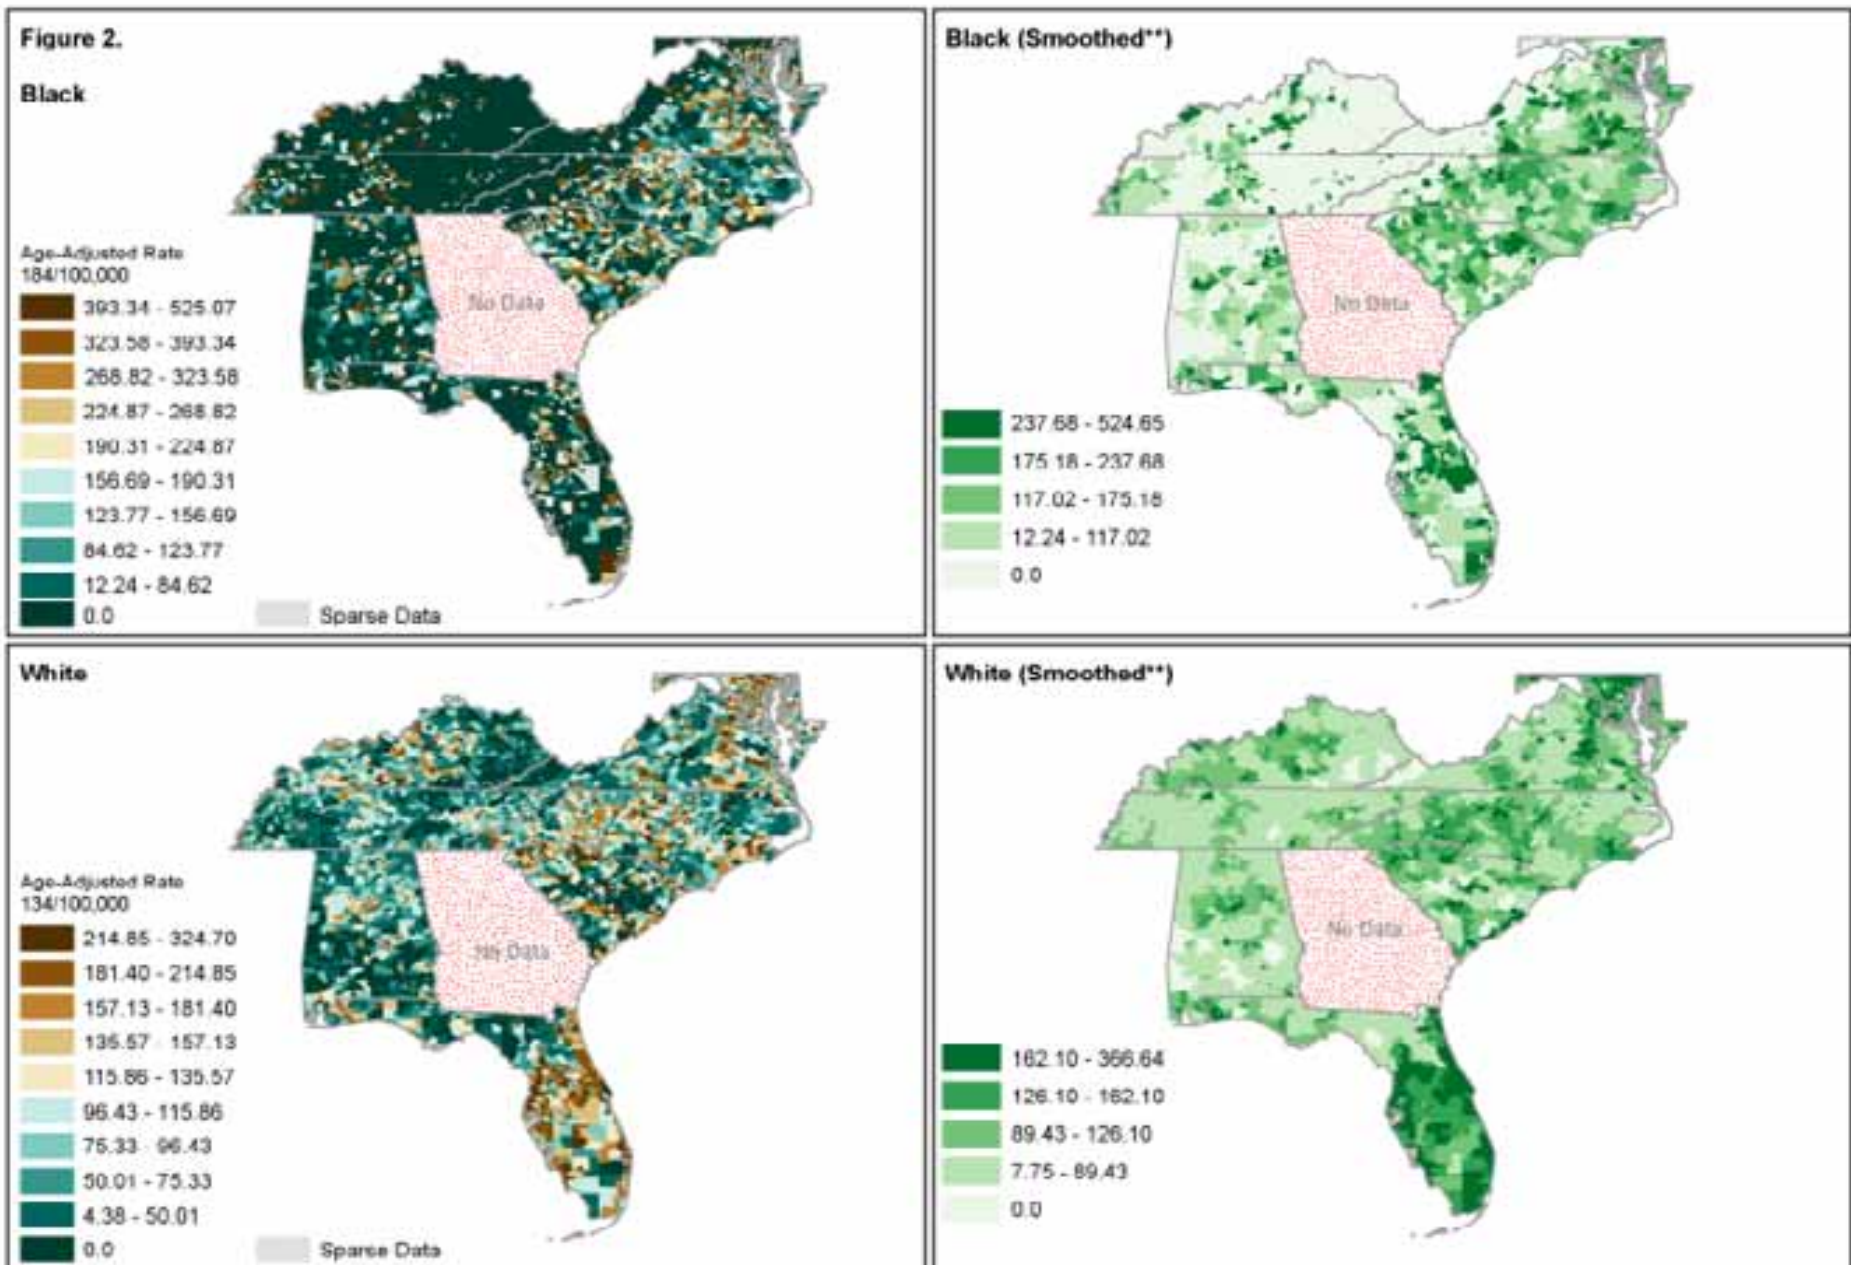 Figure 2.
Black
Age-Adjusted Rate
184/100,000
393.34 - 525.07
323.58 - 393.34
268.82 - 323.58
224.87 - 268.82
190.31 - 224.87
156.69 - 190.31
123.77 - 156.69
84.62 - 123.77
12.24 - 84.62
0.0
Sparse Data
No Data
Black (Smoothed**)
No Data
237.68 - 524.65
175.18 - 237.68
117.02 - 175.18
12.24 - 117.02
0.0
White
Age-Adjusted Rate
134/100,000
214.85 - 324.70
181.40 - 214.85
157.13 - 181.40
135.57 - 157.13
115.86 - 135.57
96.43 - 115.86
75.33 - 96.43
50.01 - 75.33
4.38 - 50.01
0.0
Sparse Data
No Data
White (Smoothed**)
No Data
162.10 - 366.64
126.10 - 162.10
89.43 - 126.10
7.75 - 89.43
0.0